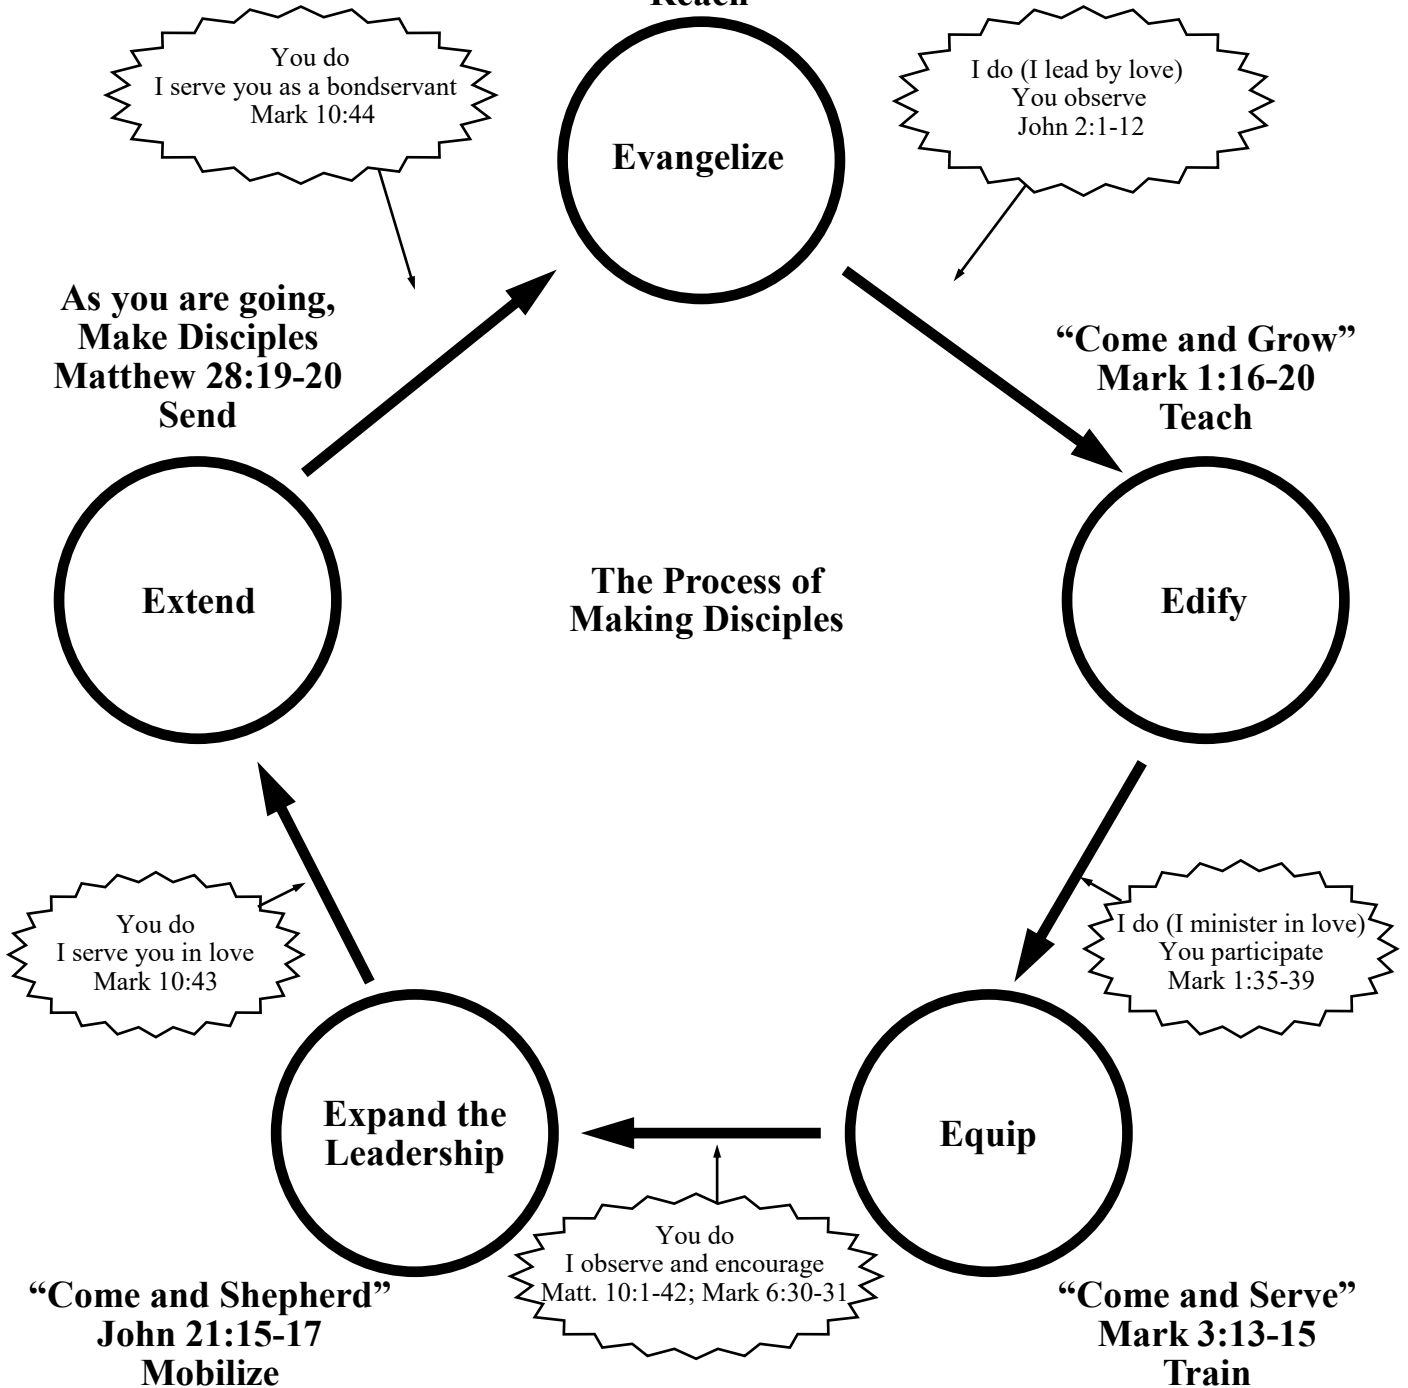 Reach
You do
I serve you as a bondservant
Mark 10:44
I do (I lead by love)
You observe
John 2:1-12
Evangelize
As you are going,
Make Disciples
Matthew 28:19-20
Send
“Come and Grow”
Mark 1:16-20
Teach
Extend
The Process of
Making Disciples
Edify
You do
I serve you in love
Mark 10:43
I do (I minister in love)
You participate
Mark 1:35-39
Expand the
Leadership
Equip
You do
I observe and encourage
Matt. 10:1-42; Mark 6:30-31
“Come and Shepherd”
John 21:15-17
Mobilize
“Come and Serve”
Mark 3:13-15
Train